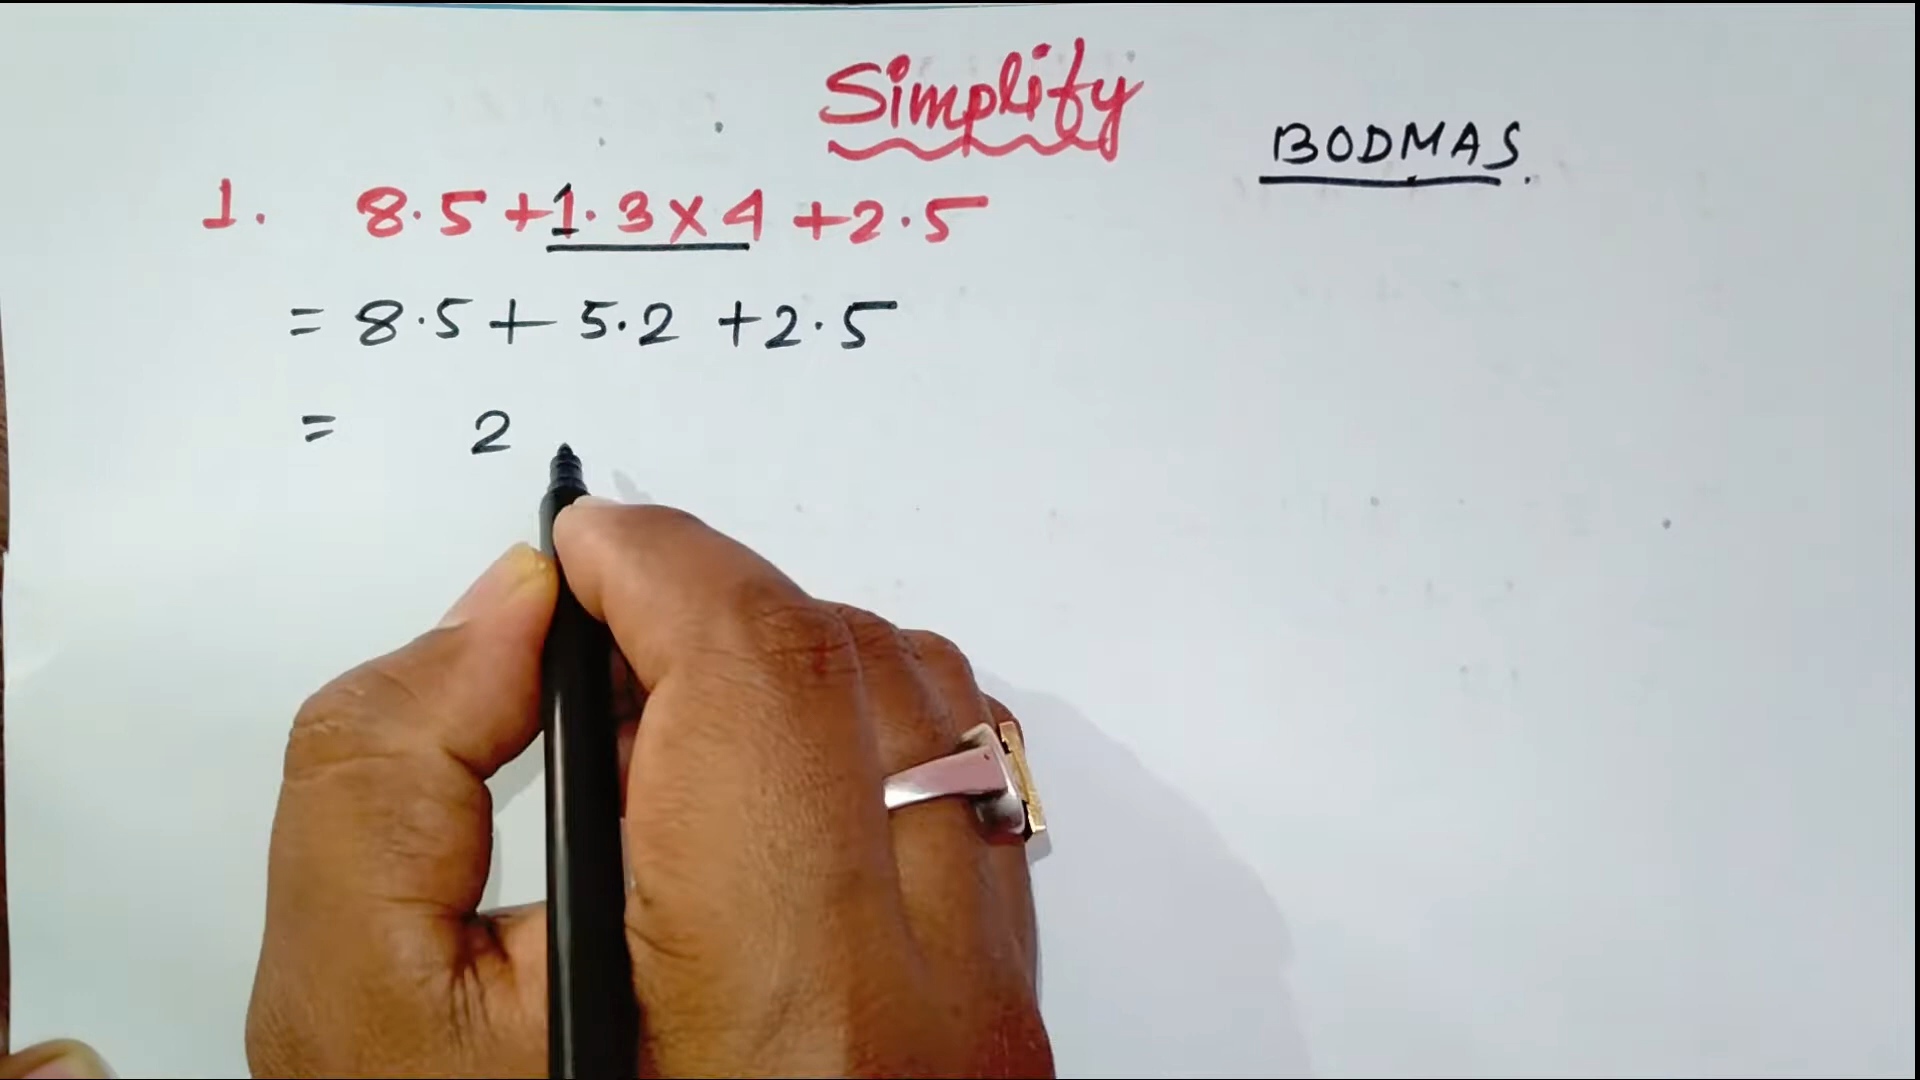 Simplify
BODMAS.
1. 8.5+1.3×4+2.5
= 8.5+5.2+2.5
= 2